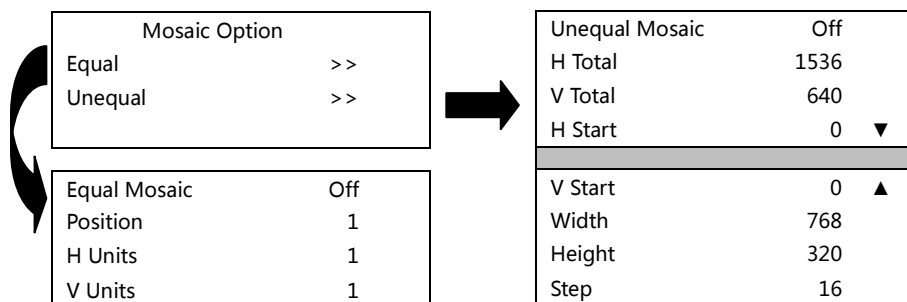 Mosaic Option
Equal >>
Unequal >>
Equal Mosaic Off
Position 1
H Units 1
V Units 1
Unequal Mosaic Off
H Total 1536
V Total 640
H Start 0 ▼
V Start 0 ▲
Width 768
Height 320
Step 16